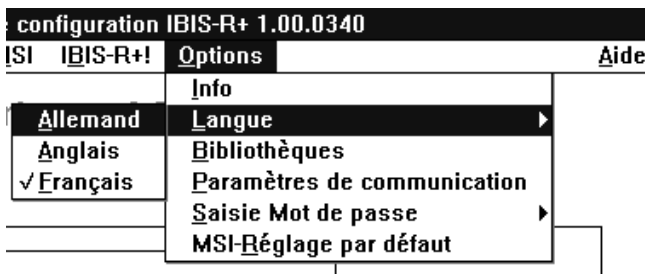 configuration IBIS-R+ 1.00.0340
ISI IBIS-R+! Options Aide
Info
Allemand Langue
Anglais Bibliothèques
✓Français Paramètres de communication
Saisie Mot de passe
MSI-Réglage par défaut